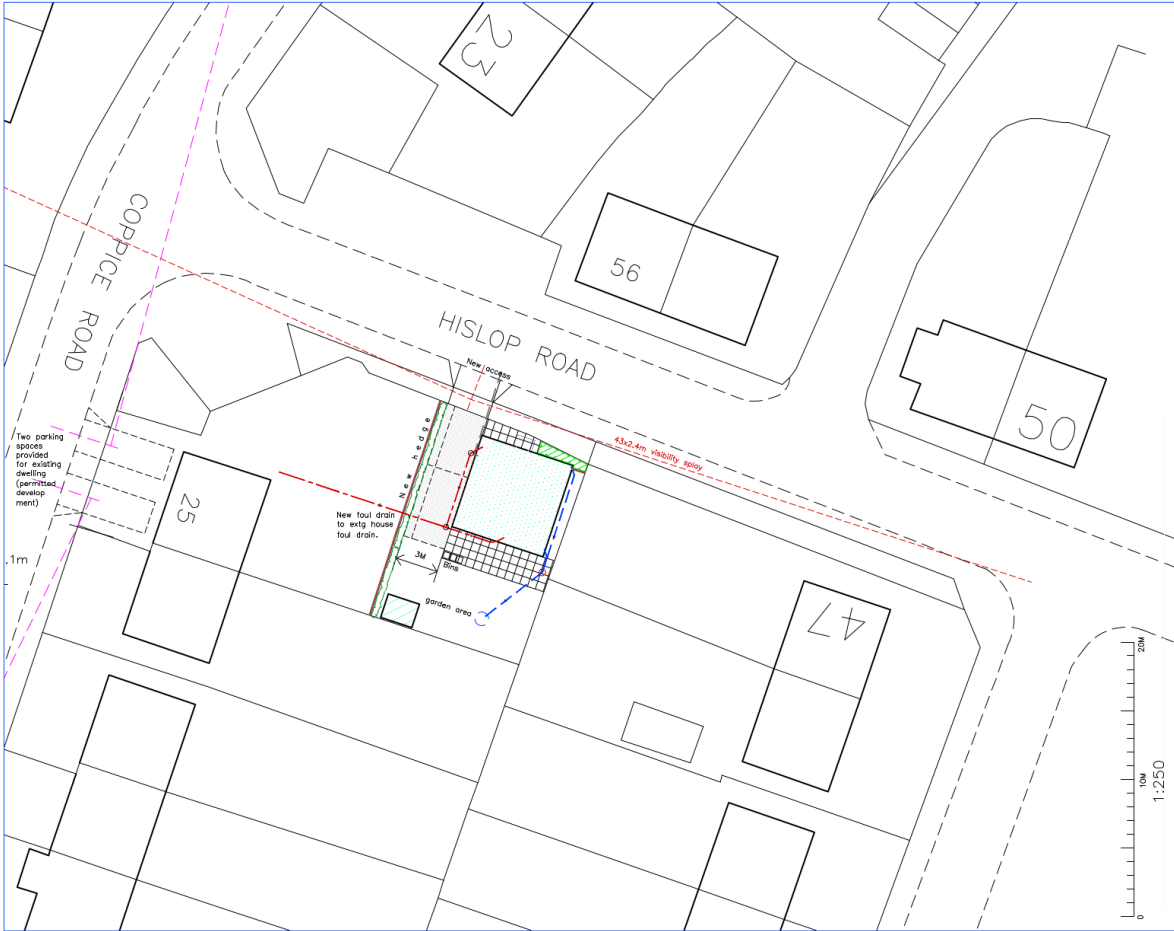 23
COPPICE ROAD
56
HISLOP ROAD
New access
50
New hedge
43x2.4m visibility splay
Two parking
spaces
provided
for existing
dwelling
(permitted
develop
ment)
25
New foul drain
to extg house
foul drain.
3M
Bins
.1m
garden area
47
20M
10M
0
1:250